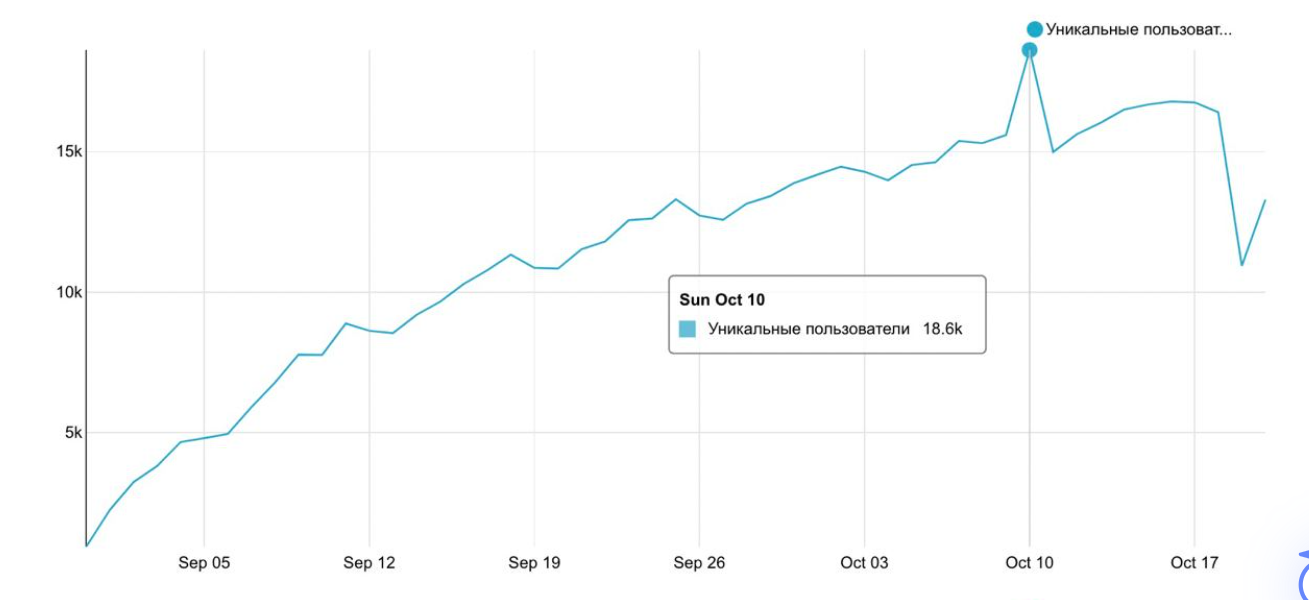 Уникальные пользоват...
15k
10k
5k
Sun Oct 10
Уникальные пользователи 18.6k
Sep 05 Sep 12 Sep 19 Sep 26 Oct 03 Oct 10 Oct 17